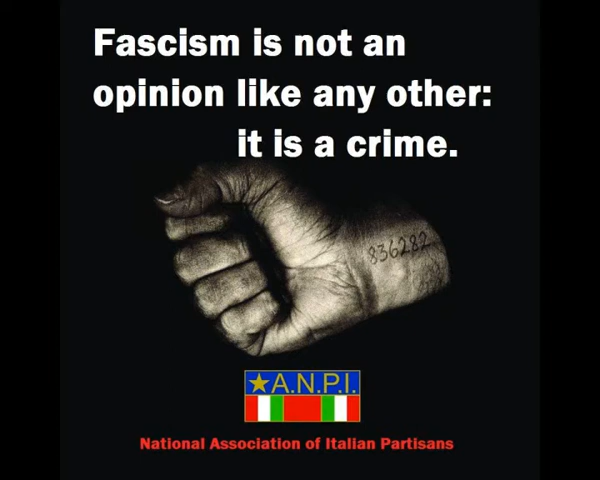 Fascism is not an
opinion like any other:
it is a crime.
836282
A.N.P.I.
National Association of Italian Partisans